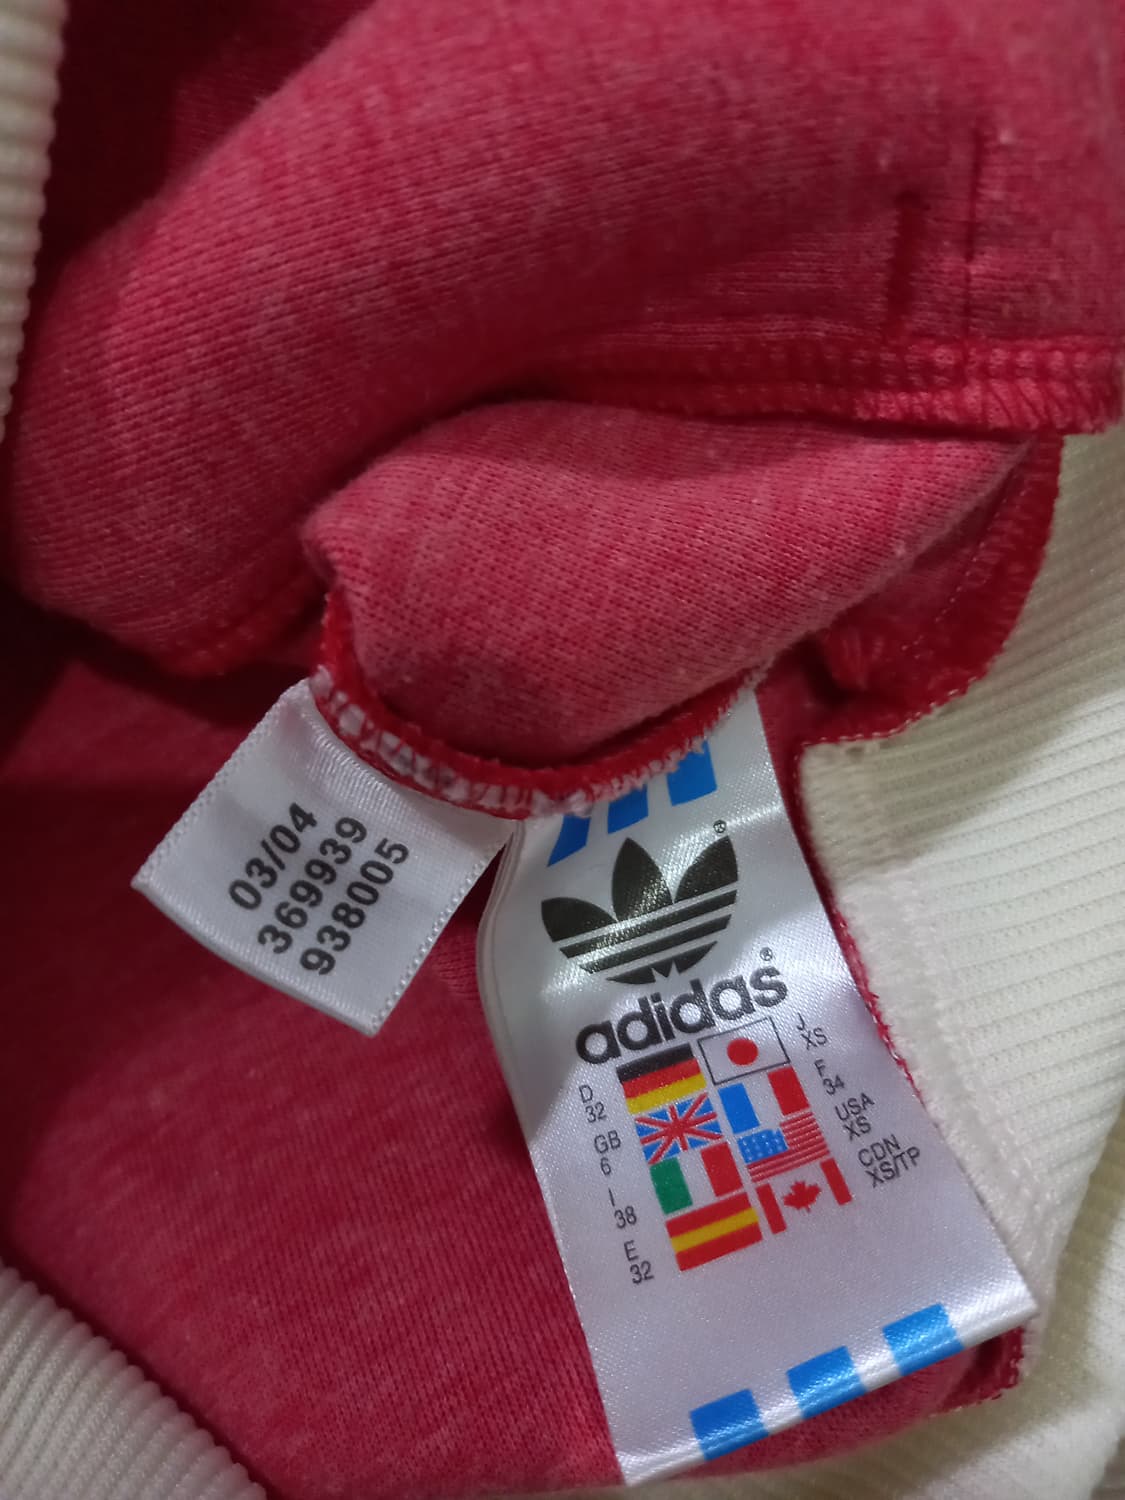 03/04
369939
938005
®
adidas®
D
32
GB
6
I
38
E
32
J
XS
F
34
USA
XS
CDN
XS/TP